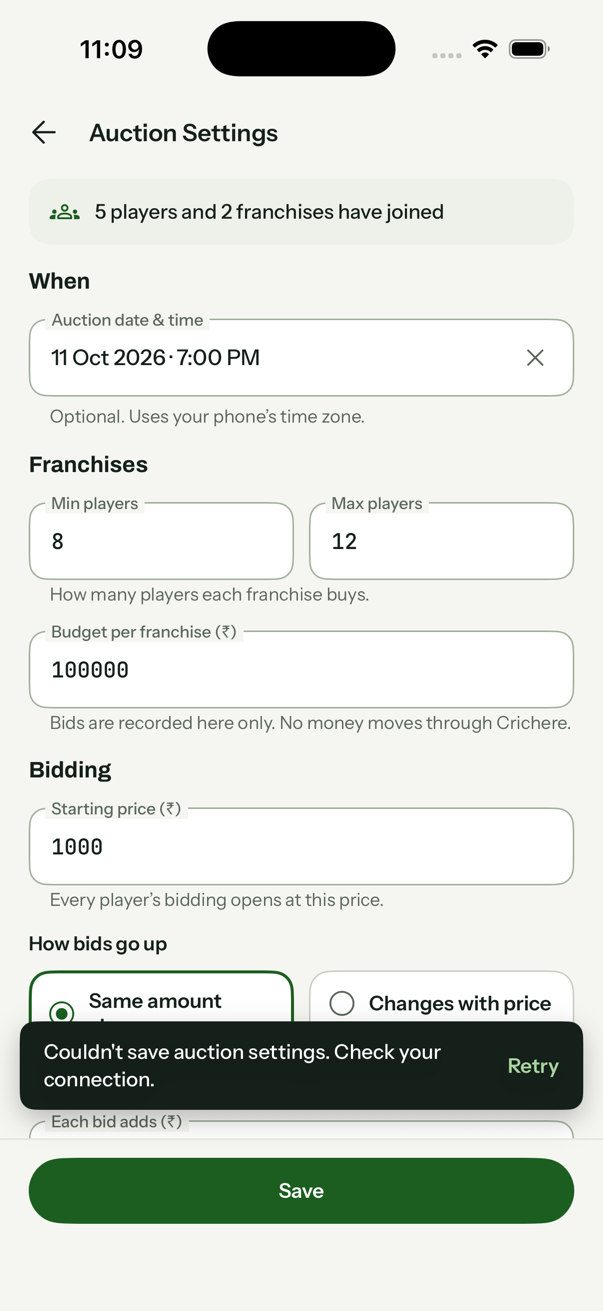 11:09
Auction Settings
5 players and 2 franchises have joined
When
Auction date & time
11 Oct 2026 · 7:00 PM
Optional. Uses your phone's time zone.
Franchises
Min players
Max players
8
12
How many players each franchise buys.
Budget per franchise (₹)
100000
Bids are recorded here only. No money moves through Crichere.
Bidding
Starting price (₹)
1000
Every player's bidding opens at this price.
How bids go up
Same amount
Changes with price
Couldn't save auction settings. Check your
connection.
Retry
Each bid adds (₹)
Save